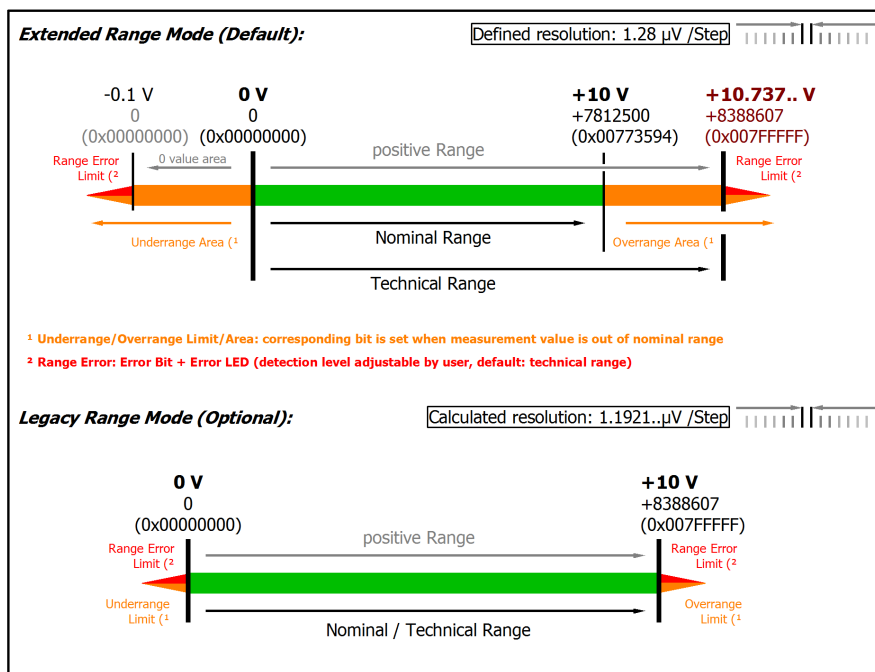 Extended Range Mode (Default):
Defined resolution: 1.28 µV /Step
-0.1 V
0
(0x00000000)
0 V
0
(0x00000000)
+10 V
+7812500
(0x00773594)
+10.737.. V
+8388607
(0x007FFFFF)
Range Error
Limit (²
0 value area
positive Range
Range Error
Limit (²
Underrange Area (¹
Nominal Range
Overrange Area (¹
Technical Range
¹ Underrange/Overrange Limit/Area: corresponding bit is set when measurement value is out of nominal range
² Range Error: Error Bit + Error LED (detection level adjustable by user, default: technical range)
Legacy Range Mode (Optional):
Calculated resolution: 1.1921..µV /Step
0 V
0
(0x00000000)
+10 V
+8388607
(0x007FFFFF)
Range Error
Limit (²
positive Range
Range Error
Limit (²
Underrange
Limit (¹
Nominal / Technical Range
Overrange
Limit (¹